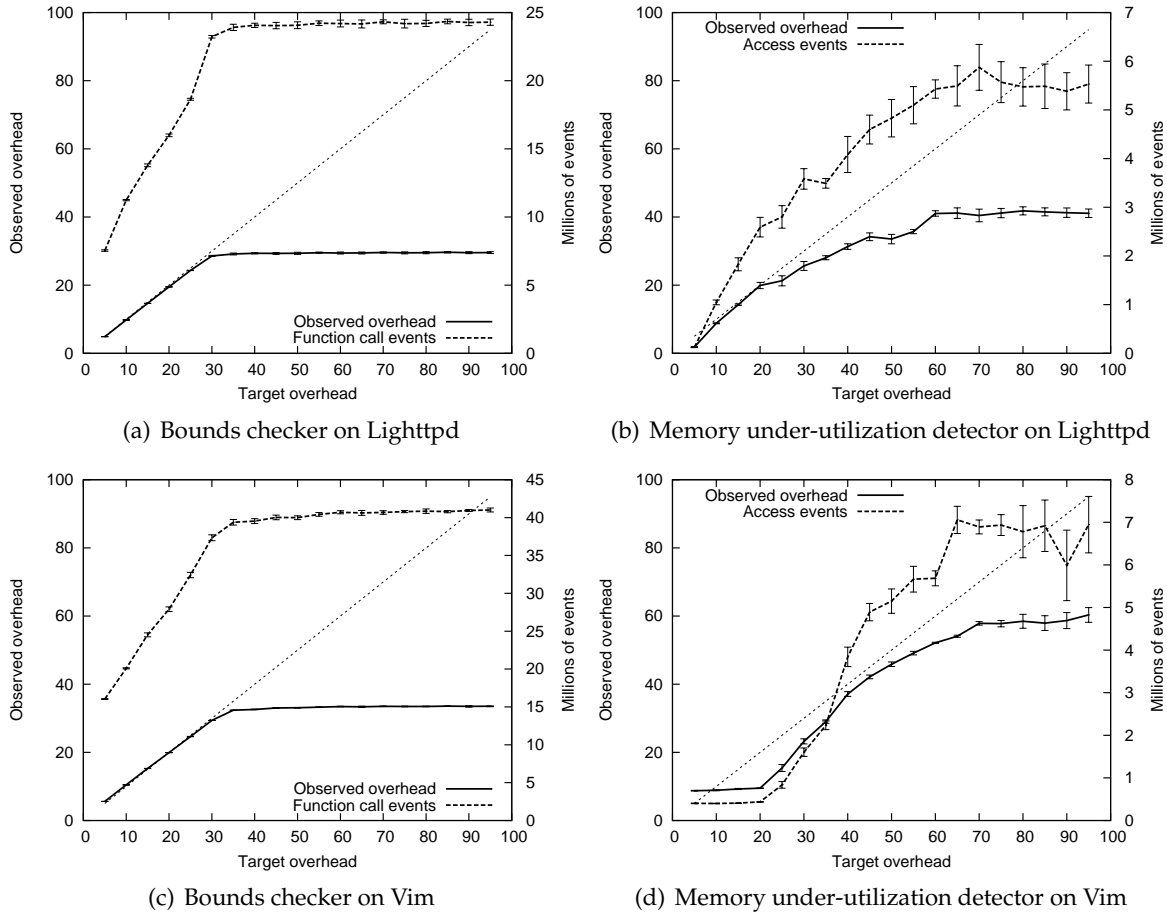 Observed overhead
0
20
40
60
80
100
0
5
10
15
20
25
Millions of events
Observed overhead
Function call events
0 10 20 30 40 50 60 70 80 90 100
Target overhead
(a) Bounds checker on Lighttpd
Observed overhead
0
20
40
60
80
100
0
1
2
3
4
5
6
7
Millions of events
Observed overhead
Access events
0 10 20 30 40 50 60 70 80 90 100
Target overhead
(b) Memory under-utilization detector on Lighttpd
Observed overhead
0
20
40
60
80
100
0
5
10
15
20
25
30
35
40
45
Millions of events
Observed overhead
Function call events
0 10 20 30 40 50 60 70 80 90 100
Target overhead
(c) Bounds checker on Vim
Observed overhead
0
20
40
60
80
100
0
1
2
3
4
5
6
7
8
Millions of events
Observed overhead
Access events
0 10 20 30 40 50 60 70 80 90 100
Target overhead
(d) Memory under-utilization detector on Vim